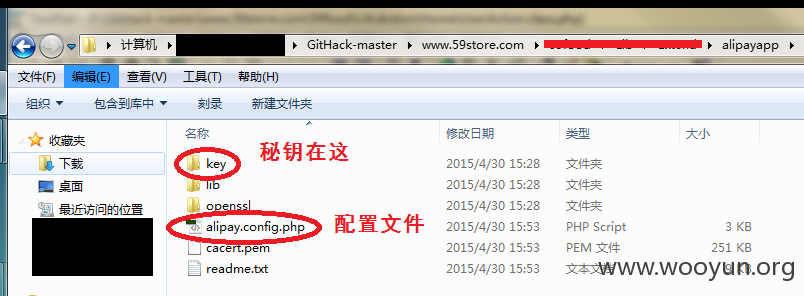 计算机 GitHack-master www.59store.com alipayapp
文件(F) 编辑(E) 查看(V) 工具(T) 帮助(H)
组织 包含到库中 刻录 新建文件夹
收藏夹
下载
桌面
最近访问的位置
名称 修改日期 类型 大小
key 2015/4/30 15:28 文件夹
秘钥在这
lib 2015/4/30 15:28 文件夹
openssl 2015/4/30 15:28 文件夹
alipay.config.php 2015/4/30 15:53 PHP Script 3 KB
配置文件
cacert.pem 2015/4/30 15:53 PEM 文件 251 KB
readme.txt 2015/4/30 15:53 KB
www.wooyun.org